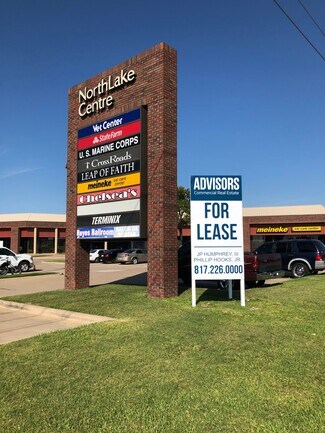 NorthLake
Centre
Vet Center
State Farm
U. S. MARINE CORPS
CrossRoads
LEAP OF FAITH
meineke
Chelsea's
TERMINIX
Hayes Ballroom
ADVISORS
Commercial Real Estate
FOR
LEASE
JP HUMPHREY, III
PHILLIP HOOKS, JR.
817.226.0000
meineke